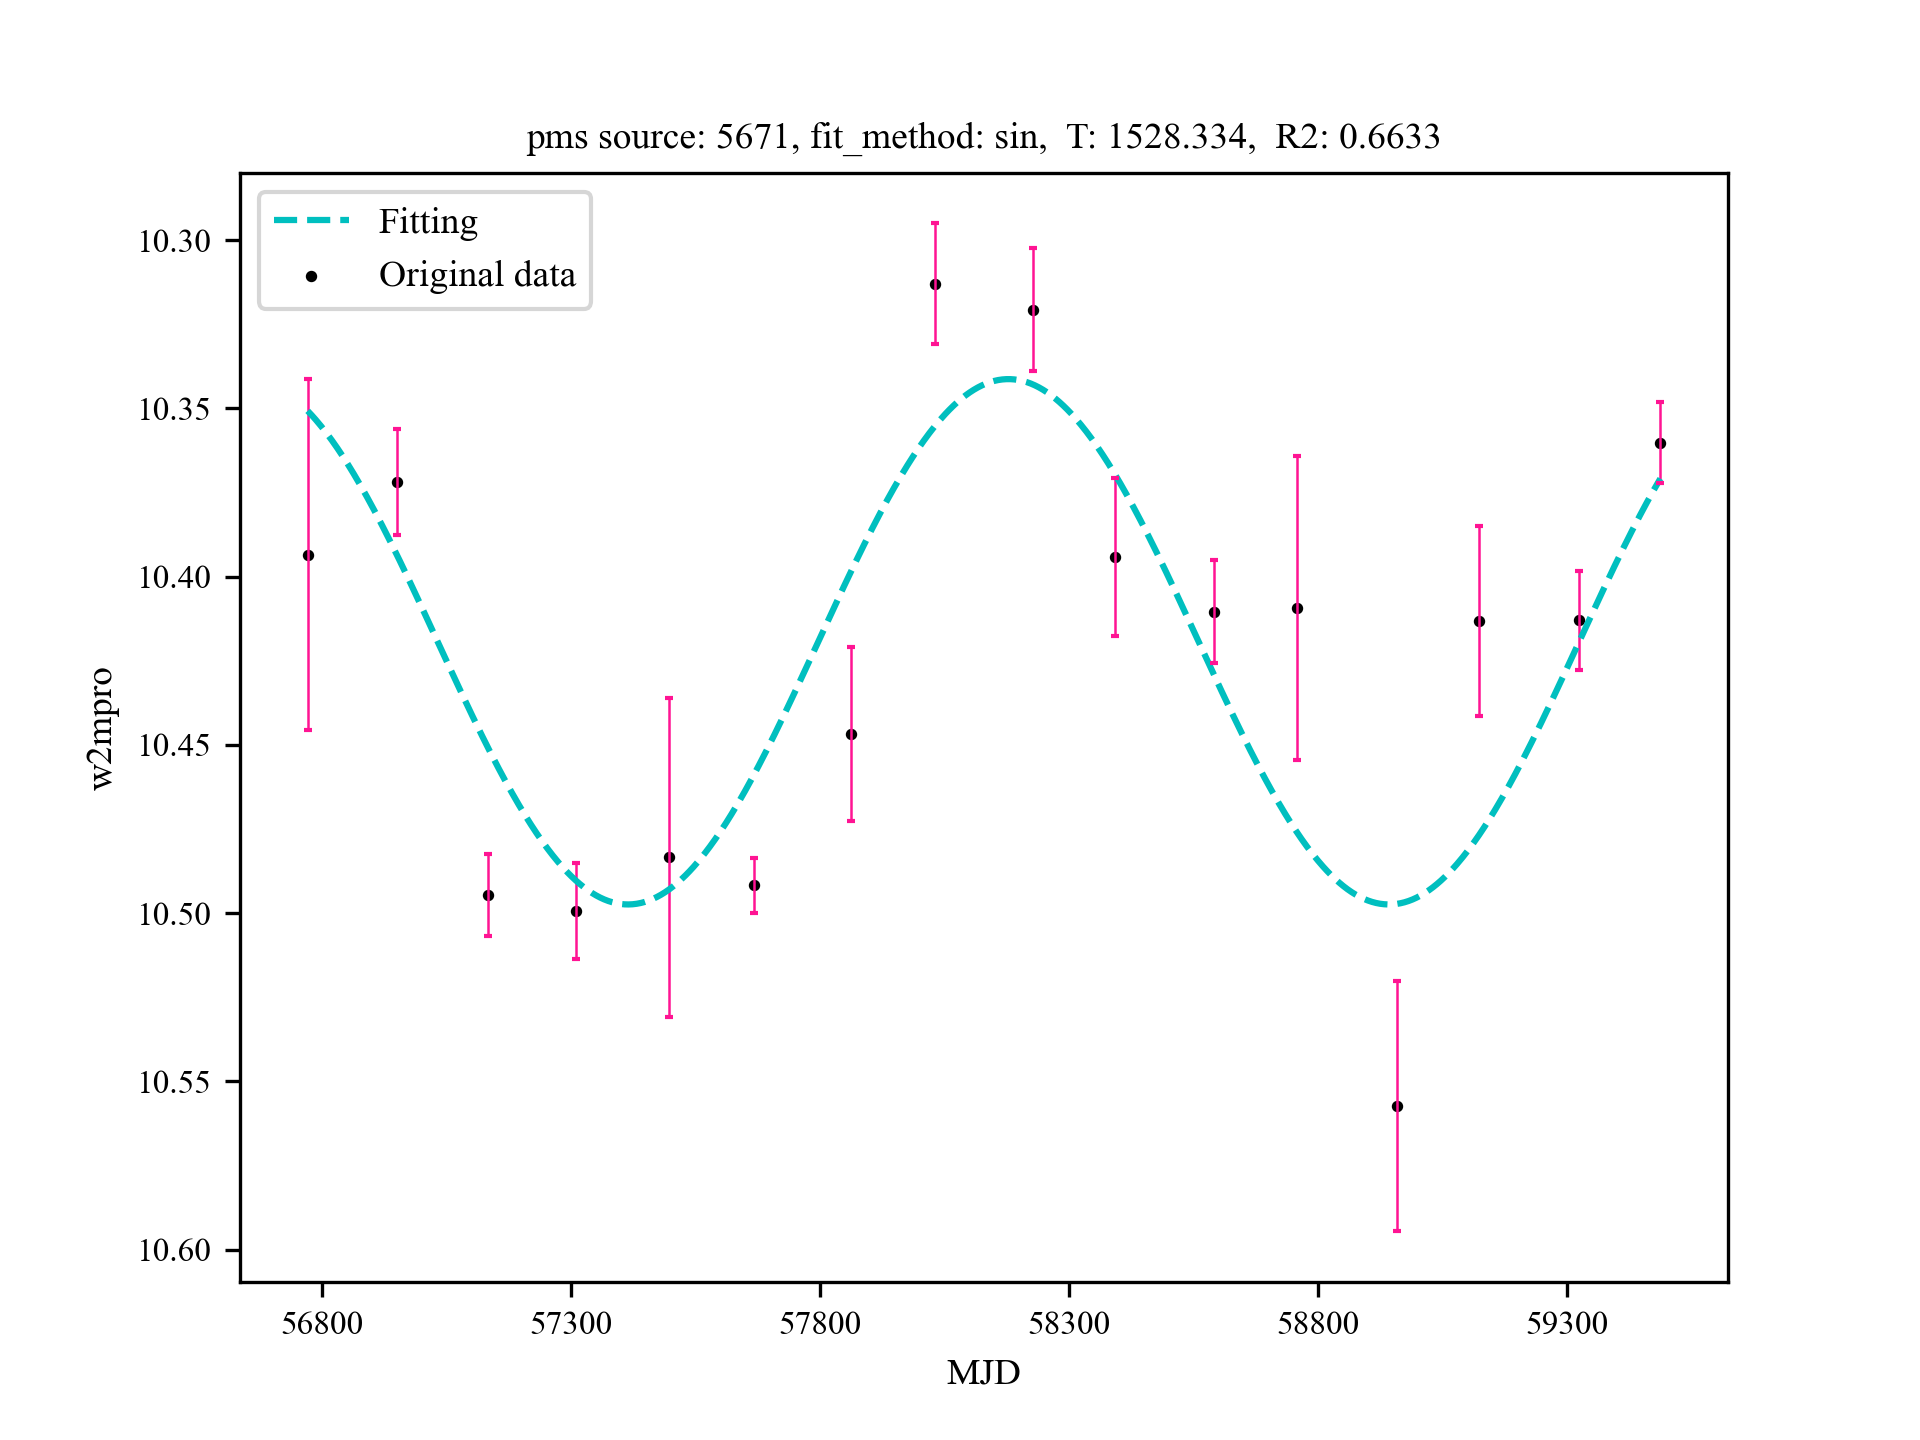 pms source: 5671, fit_method: sin,  T: 1528.334,  R2: 0.6633
Fitting
Original data
10.30
10.35
10.40
10.45
10.50
10.55
10.60
w2mpro
56800 57300 57800 58300 58800 59300
MJD